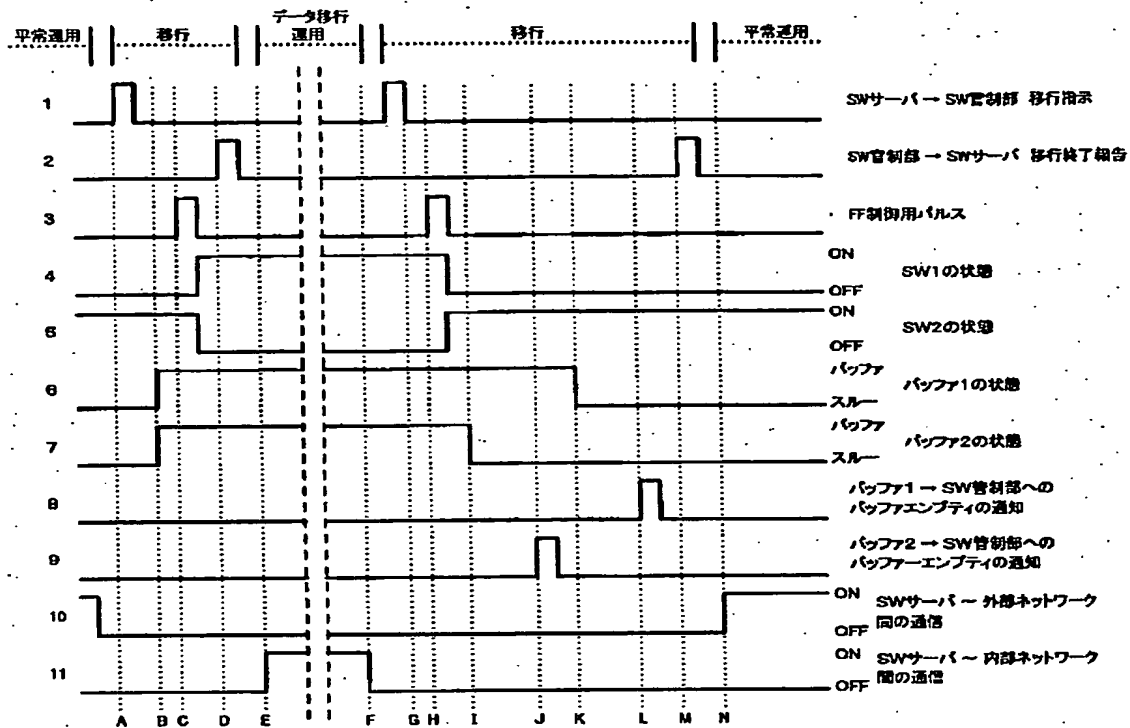 データ移行
平常運用 移行 運用 移行 平常運用
1 SWサーバ → SW管制部 移行指示
2 SW管制部 → SWサーバ 移行終了報告
3 FF制御用パルス
ON
4 SW1の状態
OFF
ON
5 SW2の状態
OFF
バッファ
6 バッファ1の状態
スルー
バッファ
7 バッファ2の状態
スルー
8 バッファ1 → SW管制部への
バッファエンプティの通知
9 バッファ2 → SW管制部への
バッファーエンプティの通知
ON SWサーバ ～ 外部ネットワーク
10
OFF 間の通信
ON SWサーバ ～ 内部ネットワーク
11 間の通信
OFF
A B C D E F G H I J K L M N